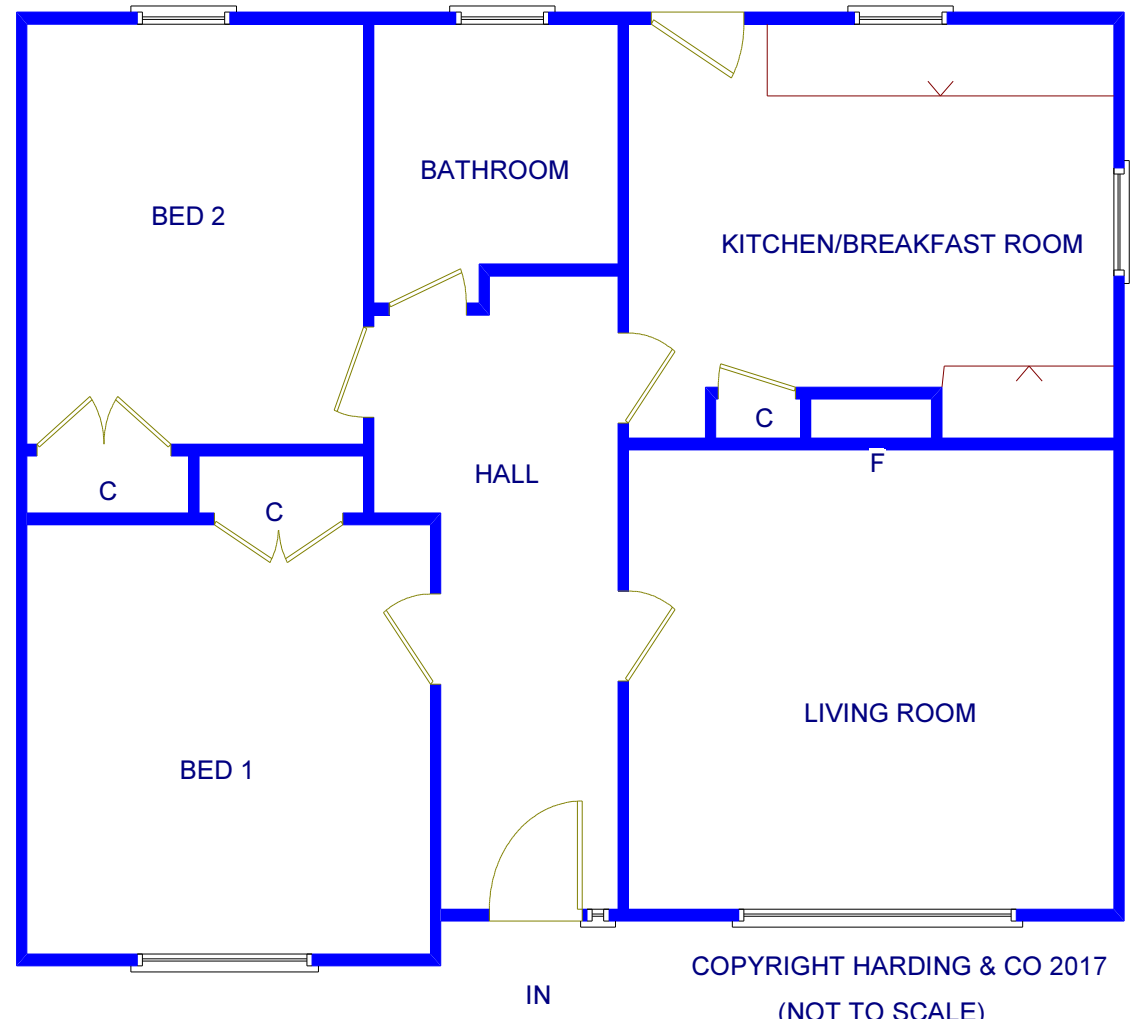 BATHROOM
BED 2
KITCHEN/BREAKFAST ROOM
C
F
HALL
C
C
LIVING ROOM
BED 1
COPYRIGHT HARDING & CO 2017
IN
(NOT TO SCALE)